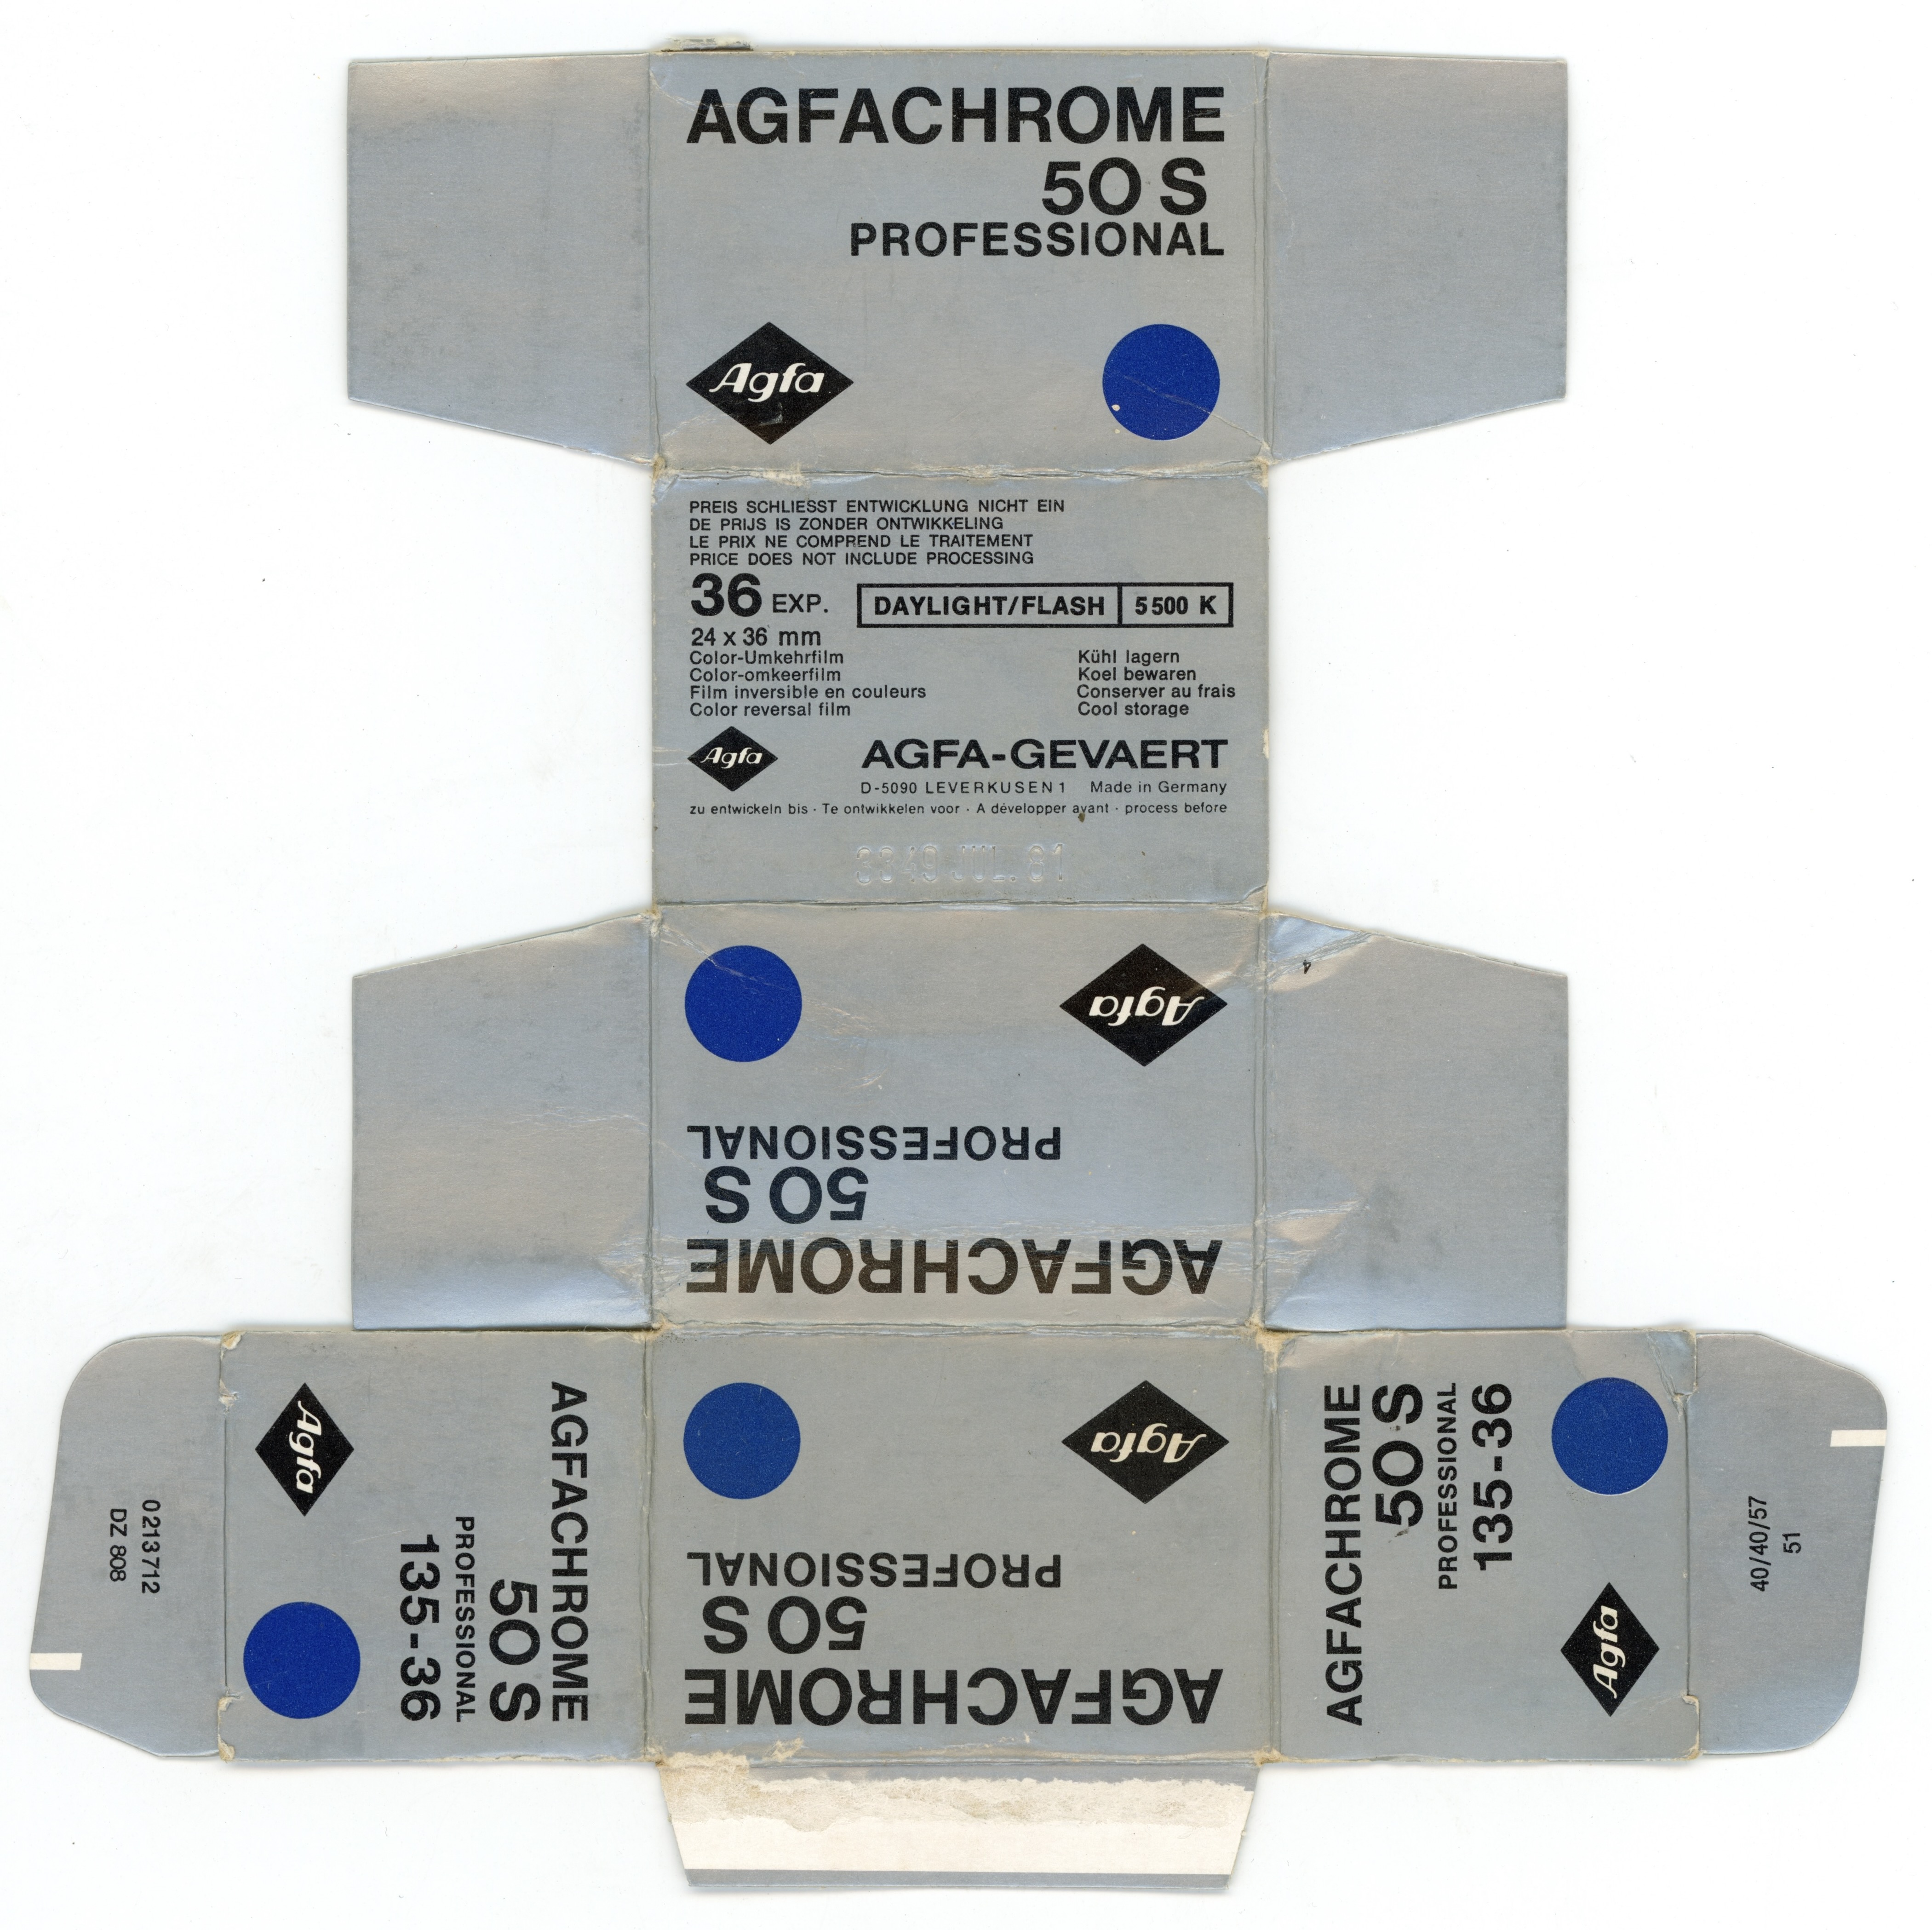 AGFACHROME
50 S
PROFESSIONAL
Agfa
PREIS SCHLIESST ENTWICKLUNG NICHT EIN
DE PRIJS IS ZONDER ONTWIKKELING
LE PRIX NE COMPREND LE TRAITEMENT
PRICE DOES NOT INCLUDE PROCESSING
36 EXP. DAYLIGHT/FLASH 5500 K
24 x 36 mm
Color-Umkehrfilm
Color-omkeerfilm
Film inversible en couleurs
Color reversal film
Kühl lagern
Koel bewaren
Conserver au frais
Cool storage
Agfa
AGFA-GEVAERT
D-5090 LEVERKUSEN 1 Made in Germany
zu entwickeln bis · Te ontwikkelen voor · A développer avant · process before
3349 JUL. 81
4
AGFACHROME
50 S
PROFESSIONAL
Agfa
0213712
DZ 808
AGFACHROME
50 S
PROFESSIONAL
135-36
Agfa
AGFACHROME
50 S
PROFESSIONAL
Agfa
AGFACHROME
50 S
PROFESSIONAL
135-36
Agfa
40/40/57
51